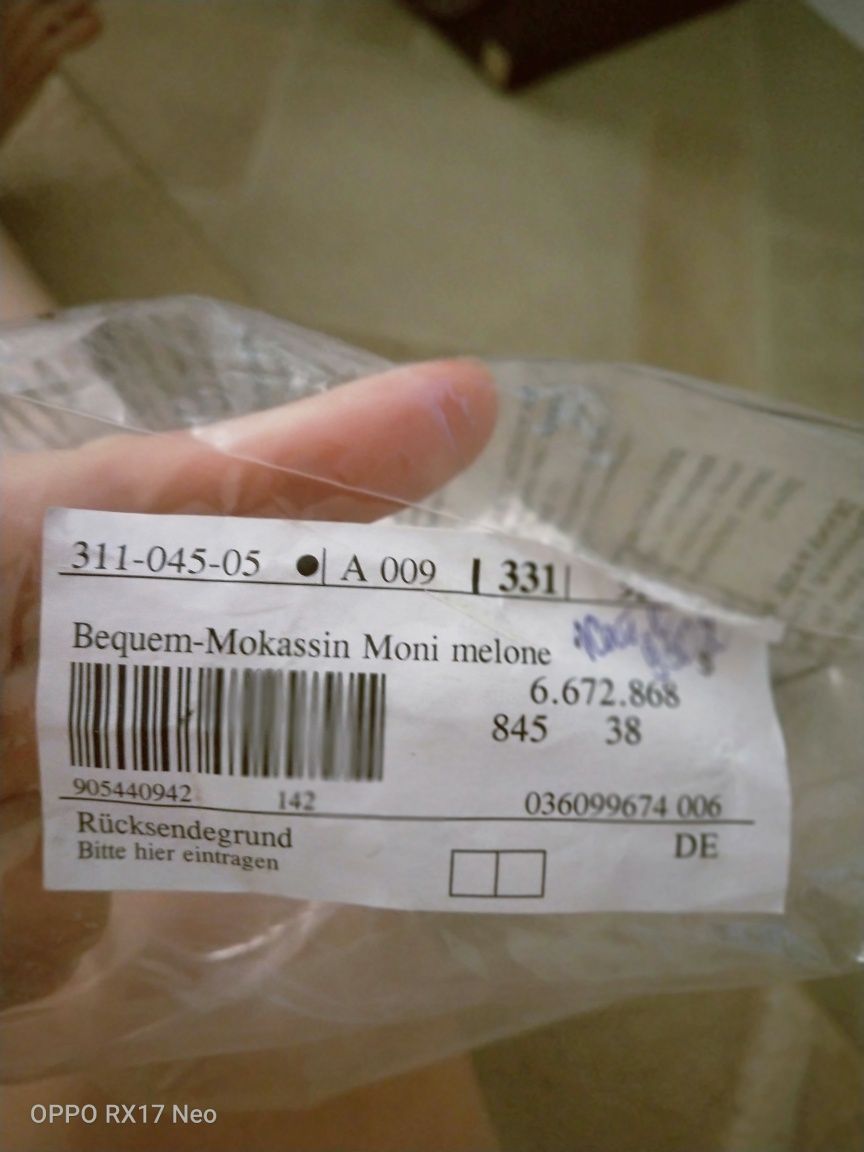 311-045-05 ● A 009 331
Bequem-Mokassin Moni melone
6.672.868
845 38
905440942 142 036099674 006
Rücksendegrund DE
Bitte hier eintragen
OPPO RX17 Neo